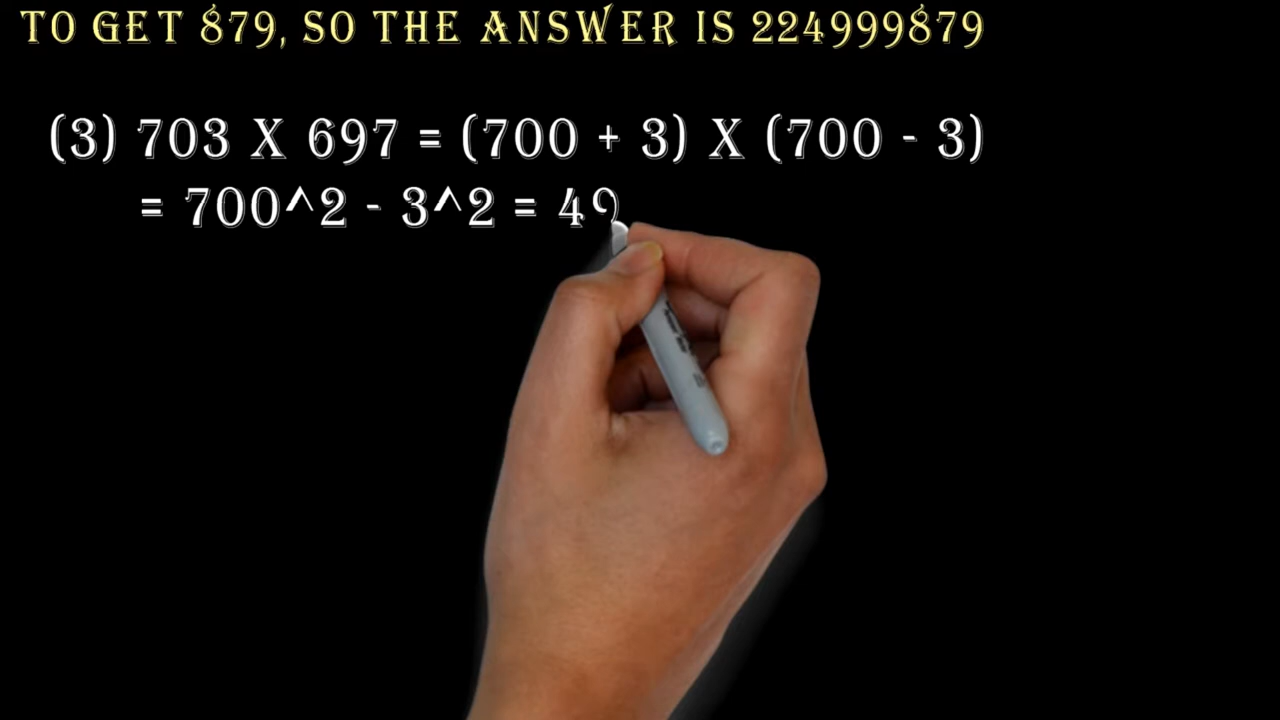 TO GET 879, SO THE ANSWER IS 224999879
(3) 703 X 697 = (700 + 3) X (700 - 3)
= 700^2 - 3^2 = 49